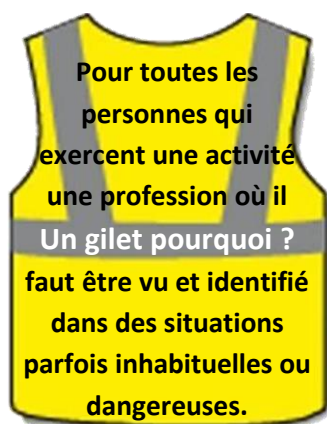 Pour toutes les
personnes qui
exercent une activité
une profession où il
Un gilet pourquoi ?
faut être vu et identifié
dans des situations
parfois inhabituelles ou
dangereuses.